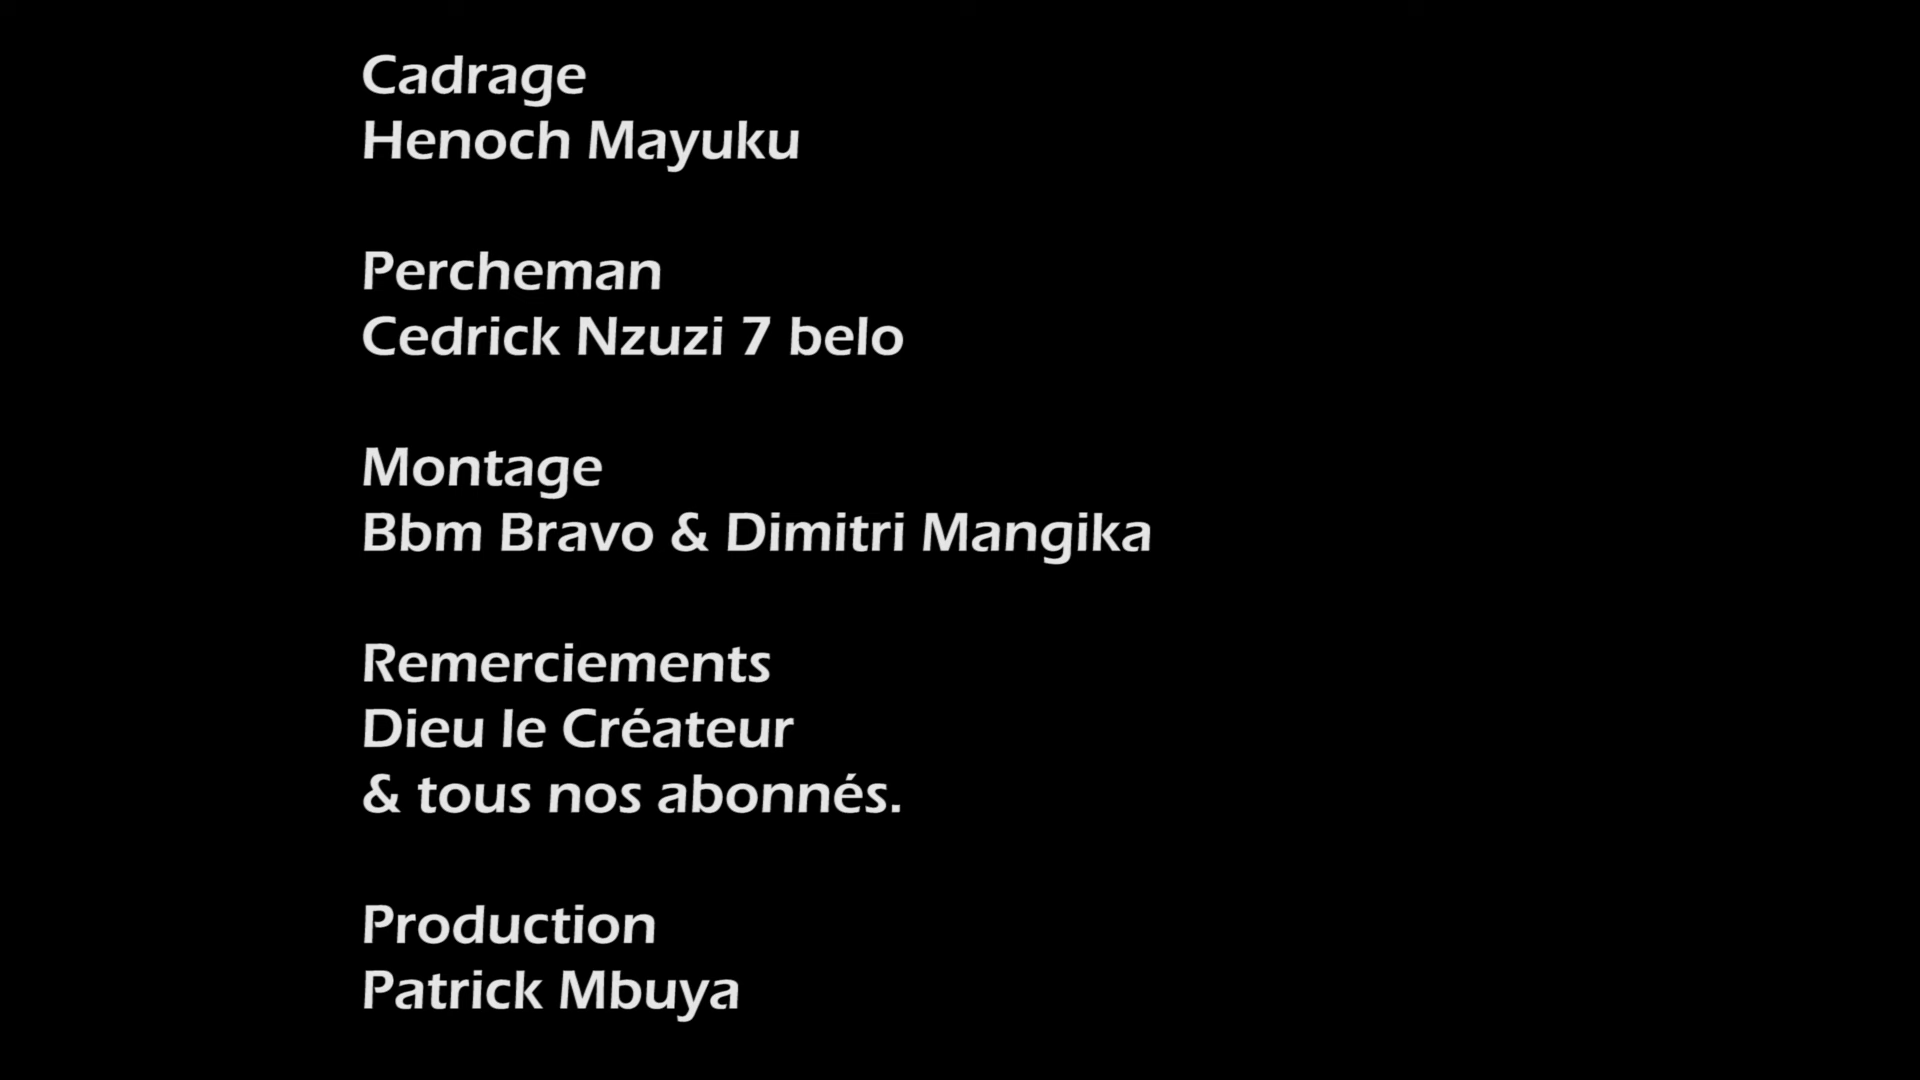 Cadrage
Henoch Mayuku
Percheman
Cedrick Nzuzi 7 belo
Montage
Bbm Bravo & Dimitri Mangika
Remerciements
Dieu le Créateur
& tous nos abonnés.
Production
Patrick Mbuya